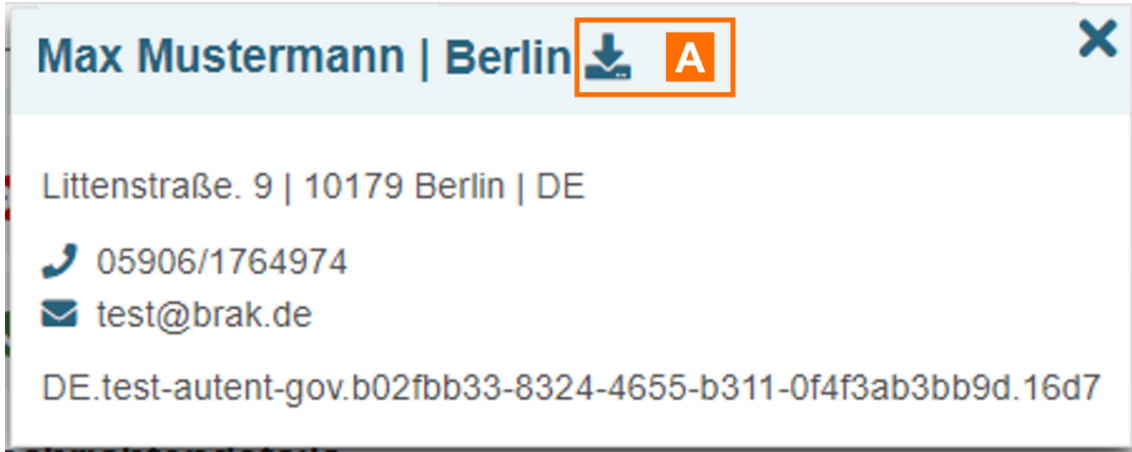 Max Mustermann | Berlin A
Littenstraße. 9 | 10179 Berlin | DE
05906/1764974
test@brak.de
DE.test-autent-gov.b02fbb33-8324-4655-b311-0f4f3ab3bb9d.16d7